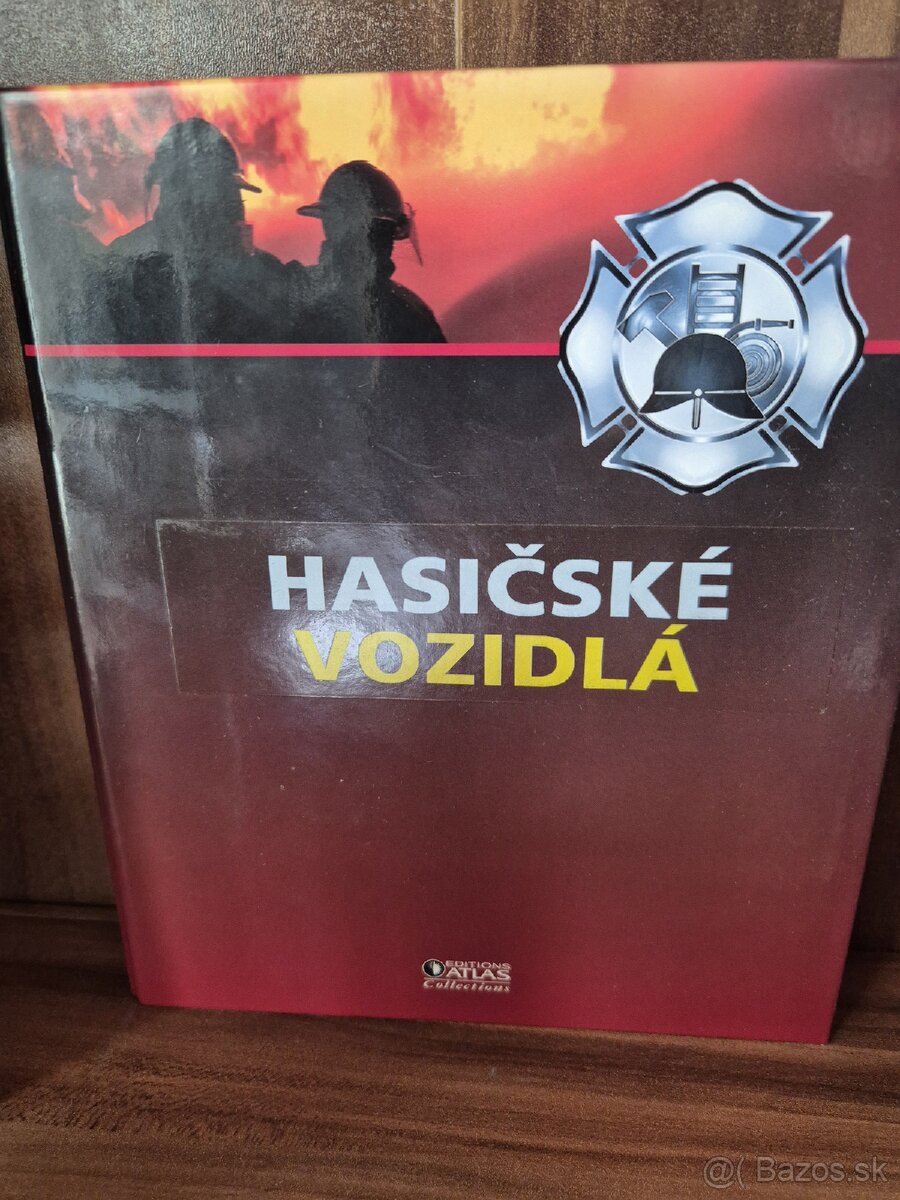 HASIČSKÉ
VOZIDLÁ
EDITIONS
ATLAS
Collections
@( Bazos.sk